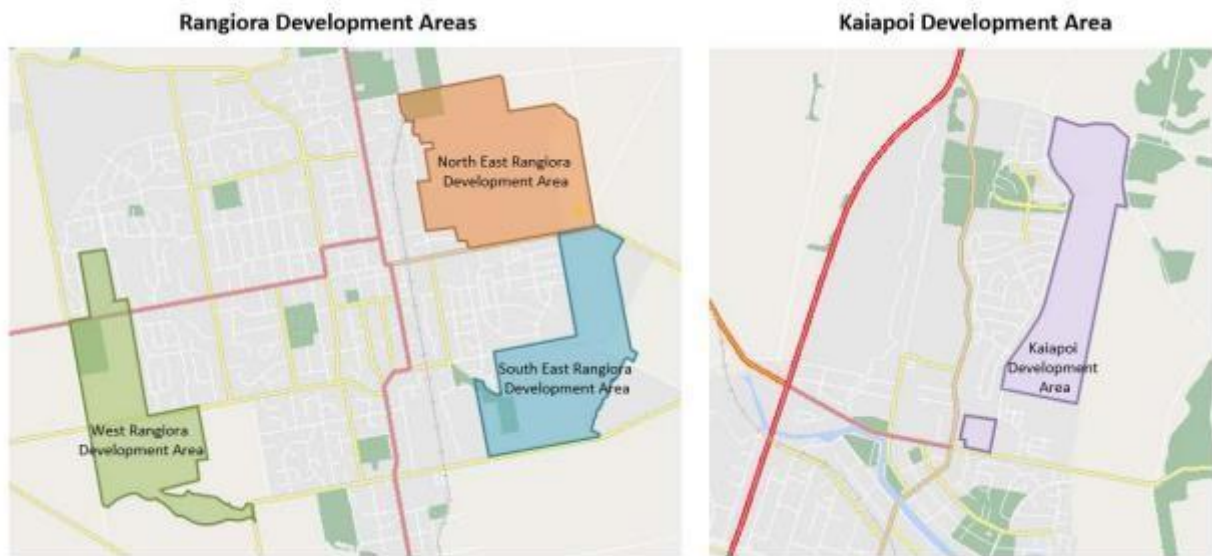 Rangiora Development Areas
Kaiapoi Development Area
North East Rangiora
Development Area
South East Rangiora
Development Area
West Rangiora
Development Area
Kaiapoi
Development
Area